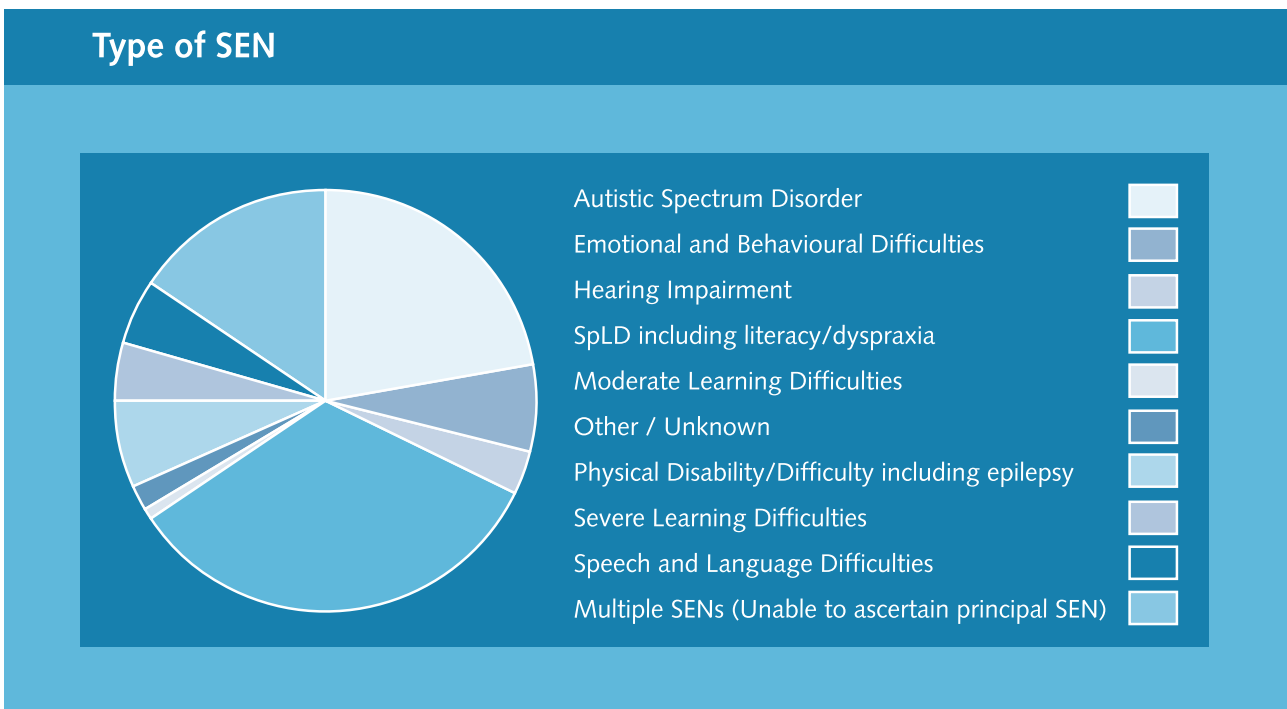 Type of SEN
Autistic Spectrum Disorder
Emotional and Behavioural Difficulties
Hearing Impairment
SpLD including literacy/dyspraxia
Moderate Learning Difficulties
Other / Unknown
Physical Disability/Difficulty including epilepsy
Severe Learning Difficulties
Speech and Language Difficulties
Multiple SENs (Unable to ascertain principal SEN)